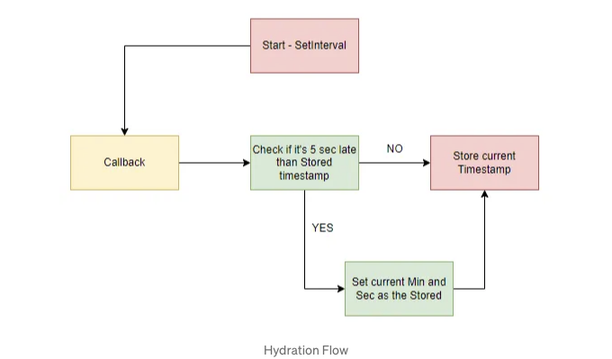 Start - SetInterval
Callback
Check if it's 5 sec late
than Stored
timestamp
NO
Store current
Timestamp
YES
Set current Min and
Sec as the Stored
Hydration Flow